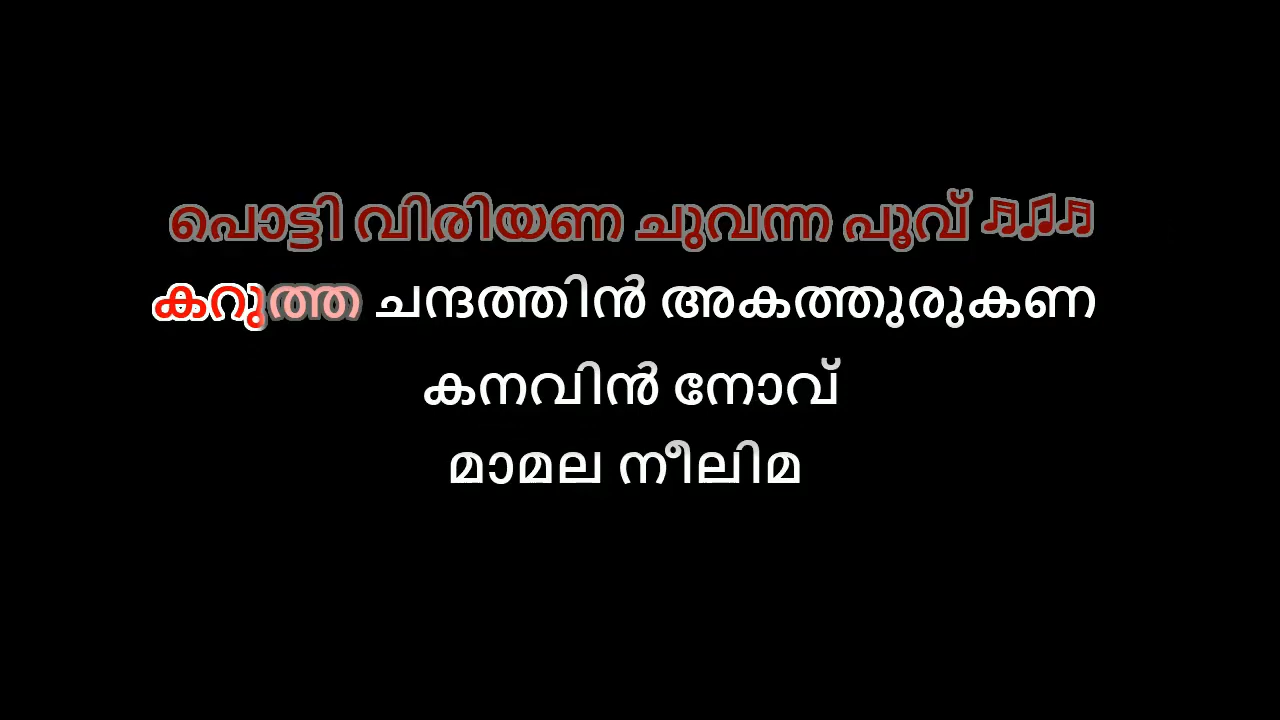 പൊട്ടി വിരിയണ ചുവന്ന പൂവ് 🎵🎵🎵
കറുത്ത ചന്ദത്തിൻ അകത്തുരുകണ
കനവിൻ നോവ്
മാമല നീലിമ